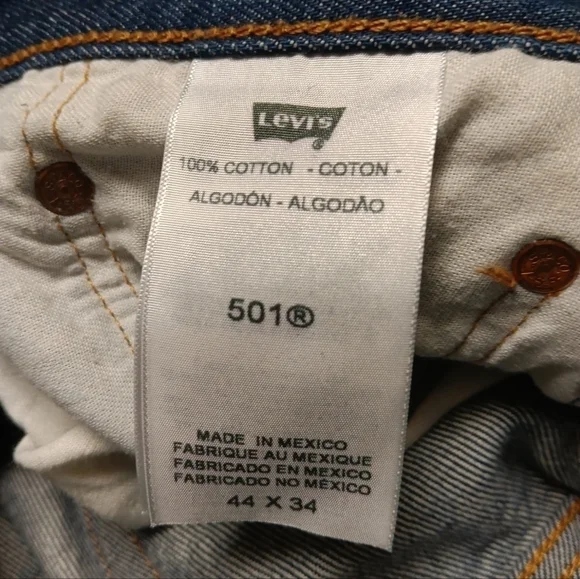 Levi's
®
100% COTTON - COTON -
ALGODÓN - ALGODÃO
501®
MADE IN MEXICO
FABRIQUE AU MEXIQUE
FABRICADO EN MEXICO
FABRICADO NO MÉXICO
44 X 34